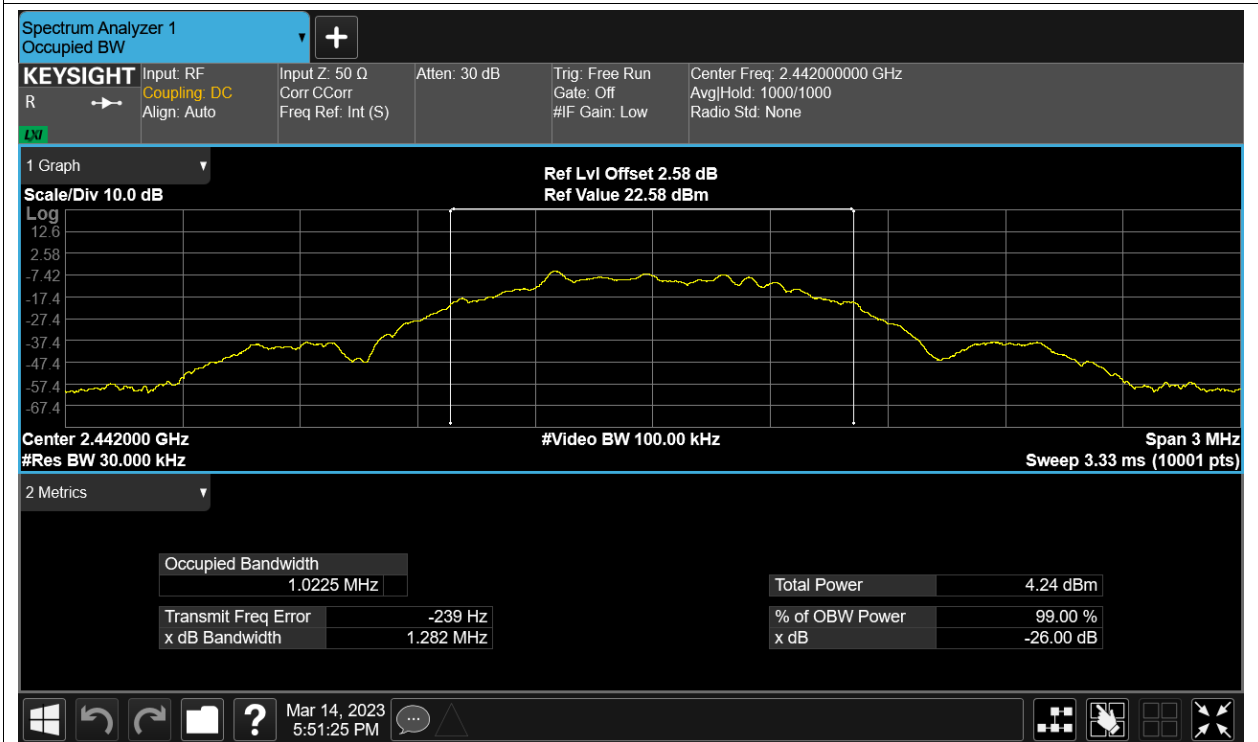 Spectrum Analyzer 1
Occupied BW
KEYSIGHT
R
LXI
Input: RF
Coupling: DC
Align: Auto
Input Z: 50 Ω
Corr CCorr
Freq Ref: Int (S)
Atten: 30 dB
Trig: Free Run
Gate: Off
#IF Gain: Low
Center Freq: 2.442000000 GHz
Avg|Hold: 1000/1000
Radio Std: None
1 Graph
Scale/Div 10.0 dB
Ref Lvl Offset 2.58 dB
Ref Value 22.58 dBm
Log
12.6
2.58
-7.42
-17.4
-27.4
-37.4
-47.4
-57.4
-67.4
Center 2.442000 GHz
#Res BW 30.000 kHz
#Video BW 100.00 kHz
Span 3 MHz
Sweep 3.33 ms (10001 pts)
2 Metrics
Occupied Bandwidth
1.0225 MHz
Transmit Freq Error -239 Hz
x dB Bandwidth 1.282 MHz
Total Power 4.24 dBm
% of OBW Power 99.00 %
x dB -26.00 dB
?
Mar 14, 2023
5:51:25 PM